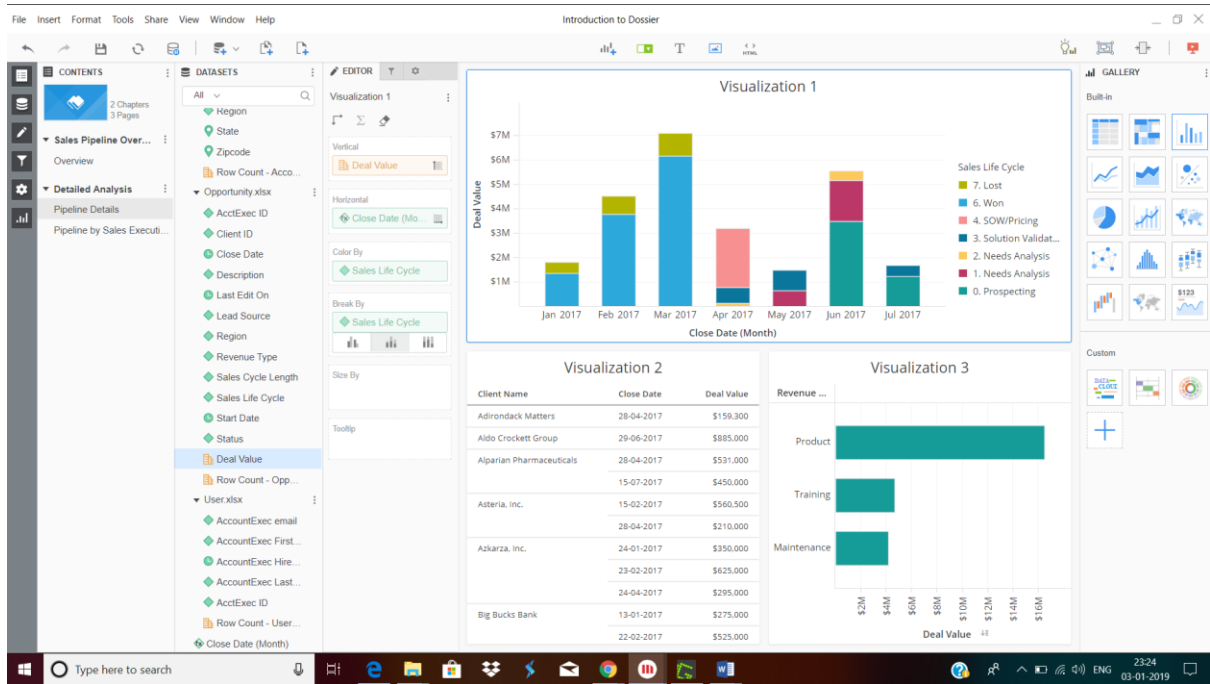 File Insert Format Tools Share View Window Help
Introduction to Dossier
T
HTML
CONTENTS
2 Chapters
3 Pages
Sales Pipeline Over...
Overview
Detailed Analysis
Pipeline Details
Pipeline by Sales Executi...
DATASETS
All
Region
State
Zipcode
Row Count - Acco...
Opportunity.xlsx
AcctExec ID
Client ID
Close Date
Description
Last Edit On
Lead Source
Region
Revenue Type
Sales Cycle Length
Sales Life Cycle
Start Date
Status
Deal Value
Row Count - Opp...
User.xlsx
AccountExec email
AccountExec First...
AccountExec Hire...
AccountExec Last...
AcctExec ID
Row Count - User...
Close Date (Month)
EDITOR
Visualization 1
Vertical
Deal Value
Horizontal
Close Date (Mo...
Color By
Sales Life Cycle
Break By
Sales Life Cycle
Size By
Tooltip
Visualization 1
Deal Value
$7M
$6M
$5M
$4M
$3M
$2M
$1M
Jan 2017 Feb 2017 Mar 2017 Apr 2017 May 2017 Jun 2017 Jul 2017
Close Date (Month)
Sales Life Cycle
7. Lost
6. Won
4. SOW/Pricing
3. Solution Validat...
2. Needs Analysis
1. Needs Analysis
0. Prospecting
Visualization 2
Client Name Close Date Deal Value
Adirondack Matters 28-04-2017 $159,300
Aldo Crockett Group 29-06-2017 $885,000
Alparian Pharmaceuticals 28-04-2017 $531,000
15-07-2017 $450,000
Asteria, Inc. 15-02-2017 $560,500
28-04-2017 $210,000
Azkarza, Inc. 24-01-2017 $350,000
23-02-2017 $625,000
24-04-2017 $295,000
Big Bucks Bank 13-01-2017 $275,000
22-02-2017 $525,000
Visualization 3
Revenue ...
Product
Training
Maintenance
$2M $4M $6M $8M $10M $12M $14M $16M
Deal Value
GALLERY
Built-in
$123
Custom
DATA
CLOUD
Type here to search
ENG
23:24
03-01-2019